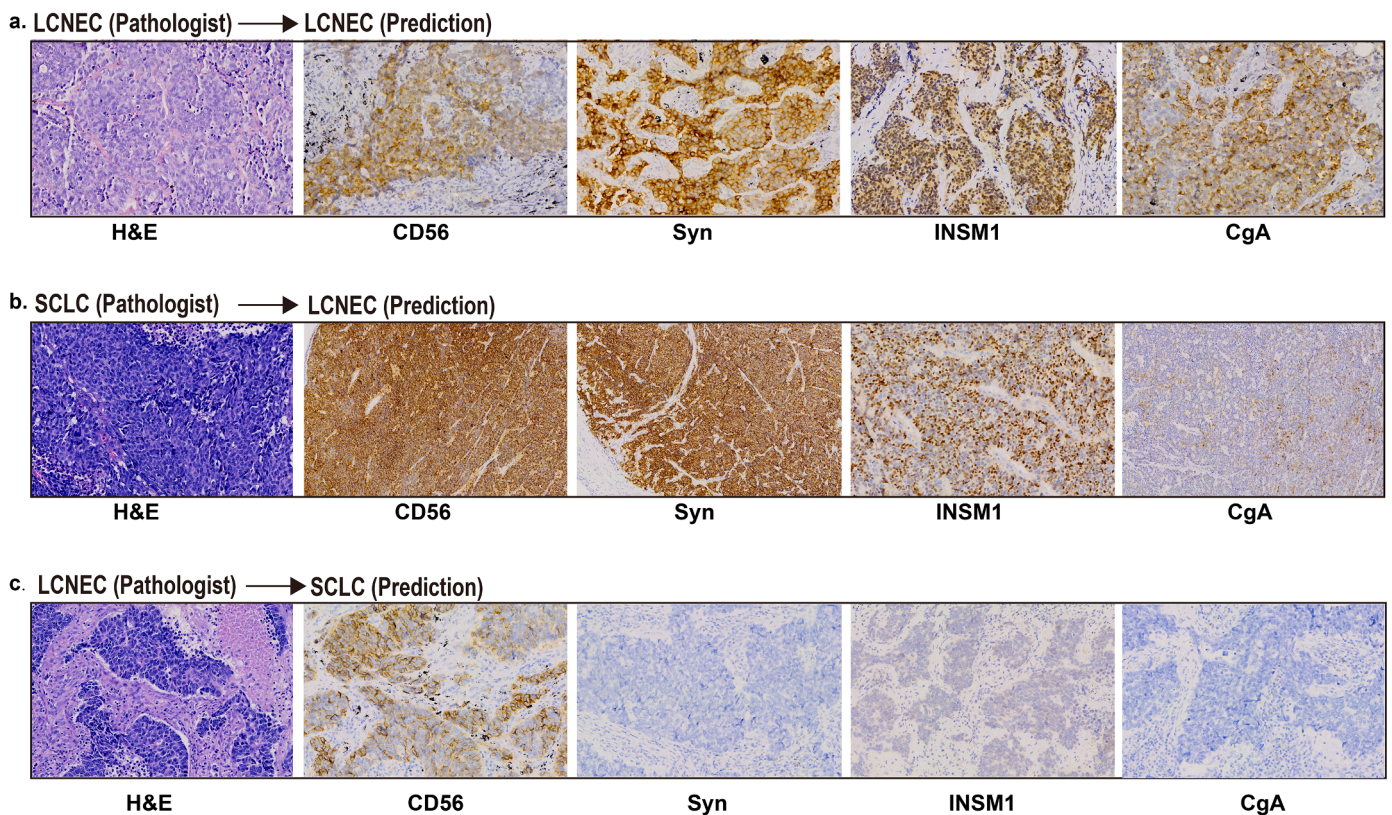 a. LCNEC (Pathologist) → LCNEC (Prediction)
H&E CD56 Syn INSM1 CgA
b. SCLC (Pathologist) → LCNEC (Prediction)
H&E CD56 Syn INSM1 CgA
c. LCNEC (Pathologist) → SCLC (Prediction)
H&E CD56 Syn INSM1 CgA